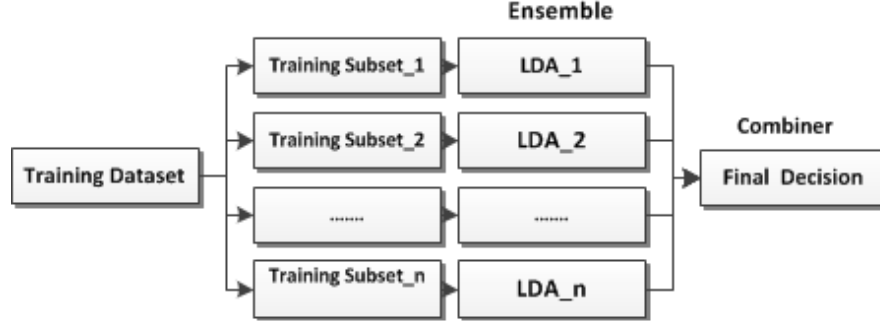 Ensemble
Training Subset_1
LDA_1
Training Subset_2
LDA_2
Combiner
Training Dataset
Final Decision
.......
.......
Training Subset_n
LDA_n